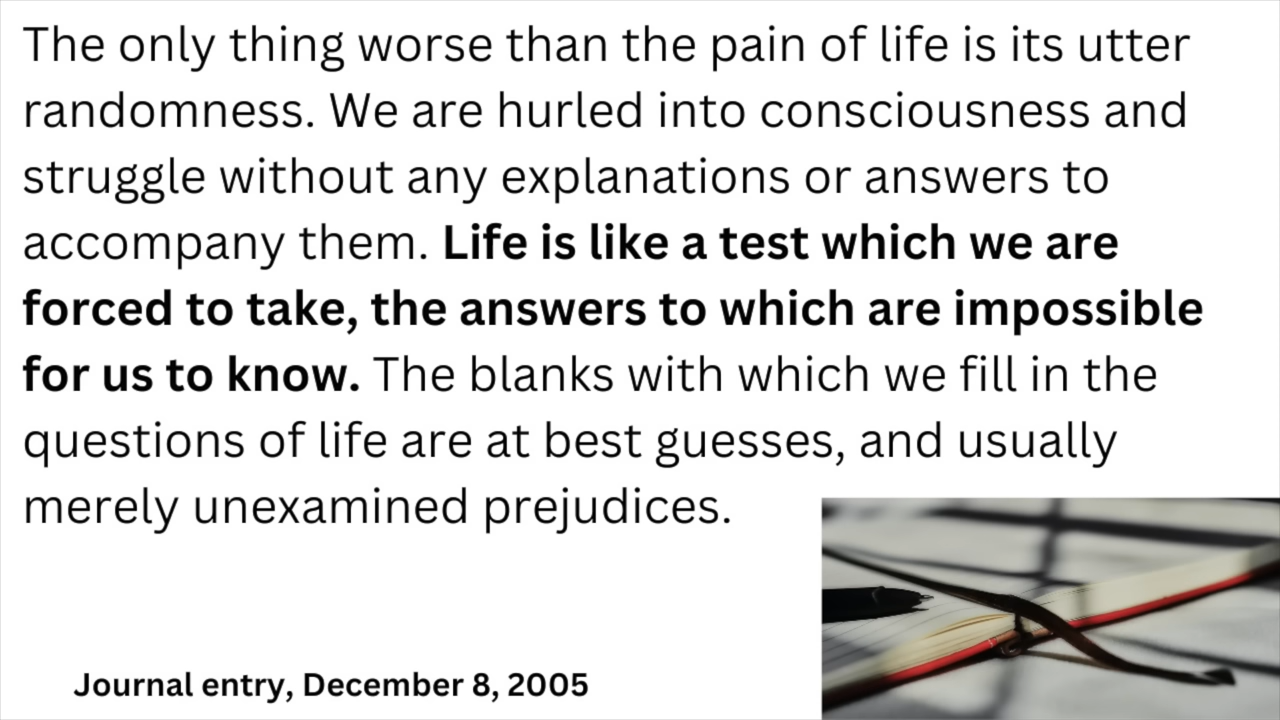 The only thing worse than the pain of life is its utter
randomness. We are hurled into consciousness and
struggle without any explanations or answers to
accompany them. Life is like a test which we are
forced to take, the answers to which are impossible
for us to know. The blanks with which we fill in the
questions of life are at best guesses, and usually
merely unexamined prejudices.
Journal entry, December 8, 2005